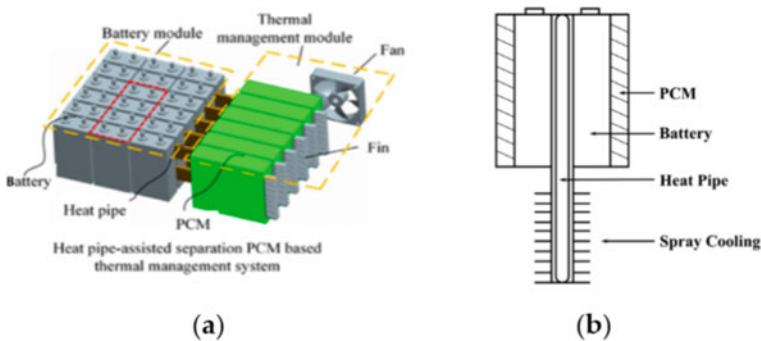 (a)
Battery module
Thermal
management module
Fan
Battery
Heat pipe
PCM
Fin
Heat pipe-assisted separation PCM based
thermal management system
(b)
PCM
Battery
Heat Pipe
Spray Cooling
(a)
(b)